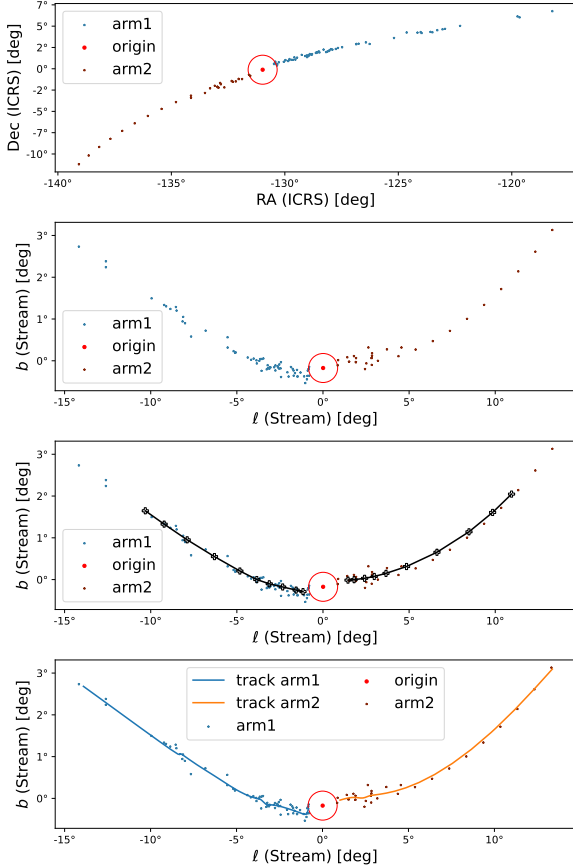 7°
5°
2°
0°
-2°
-5°
-8°
-10°
Dec (ICRS) [deg]
arm1
origin
arm2
-140° -135° -130° -125° -120°
RA (ICRS) [deg]
3°
2°
1°
0°
b (Stream) [deg]
arm1
origin
arm2
-15° -10° -5° 0° 5° 10°
ℓ (Stream) [deg]
3°
2°
1°
0°
b (Stream) [deg]
arm1
origin
arm2
-15° -10° -5° 0° 5° 10°
ℓ (Stream) [deg]
3°
2°
1°
0°
b (Stream) [deg]
track arm1
track arm2
arm1
origin
arm2
-15° -10° -5° 0° 5° 10°
ℓ (Stream) [deg]